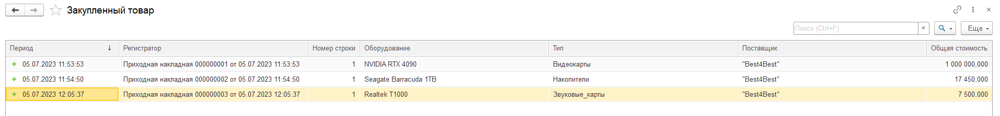 Закупленный товар
Поиск (Ctrl+F) × Еще
Период ↓ Регистратор Номер строки Оборудование Тип Поставщик Общая стоимость
05.07.2023 11:53:53 Приходная накладная 000000001 от 05.07.2023 11:53:53 1 NVIDIA RTX 4090 Видеокарты "Best4Best" 1 000 000,000
05.07.2023 11:54:50 Приходная накладная 000000002 от 05.07.2023 11:54:50 1 Seagate Barracuda 1TB Накопители "Best4Best" 17 450,000
05.07.2023 12:05:37 Приходная накладная 000000003 от 05.07.2023 12:05:37 1 Realtek T1000 Звуковые_карты "Best4Best" 7 500,000